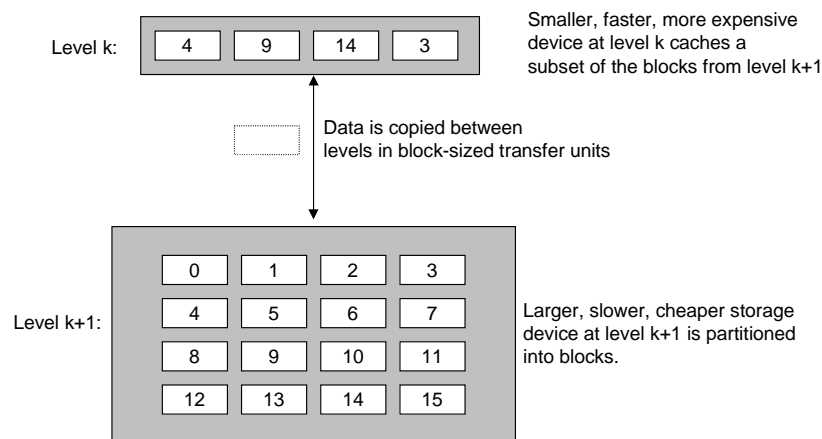 Smaller, faster, more expensive
device at level k caches a
subset of the blocks from level k+1
Level k:
4 9 14 3
Data is copied between
levels in block-sized transfer units
0 1 2 3
4 5 6 7
8 9 10 11
12 13 14 15
Level k+1:
Larger, slower, cheaper storage
device at level k+1 is partitioned
into blocks.